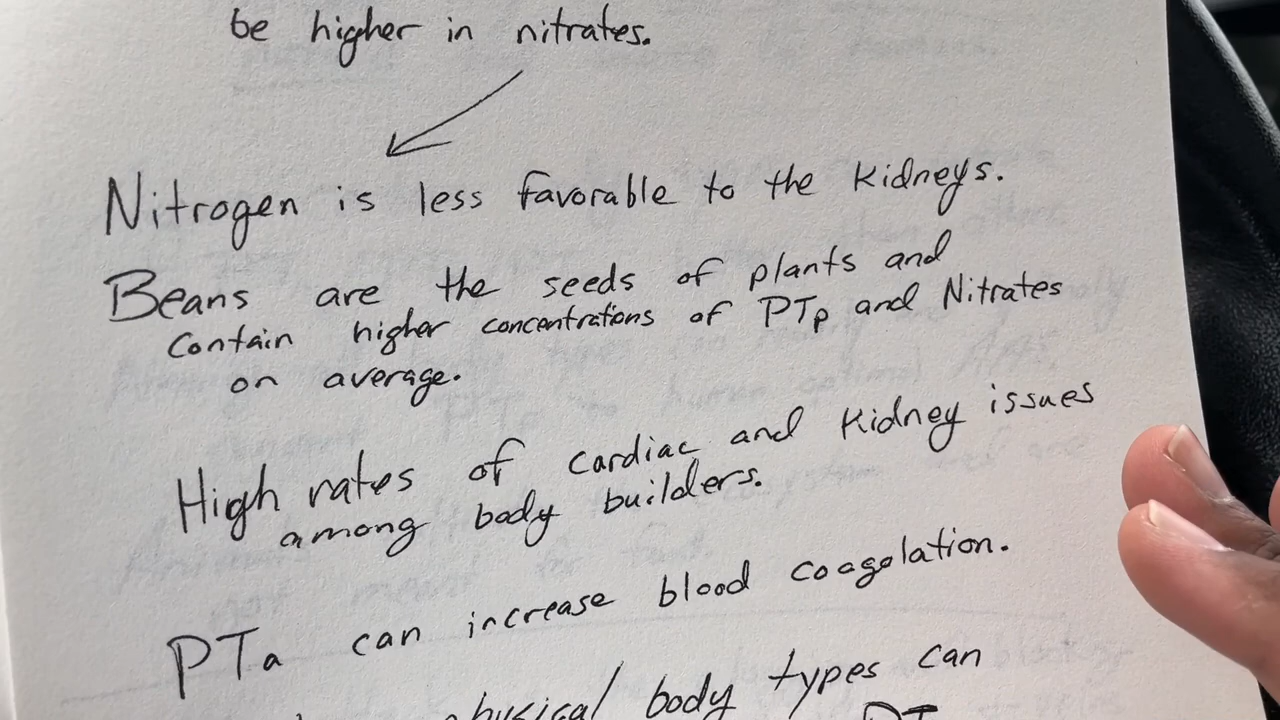 be higher in nitrates.
Nitrogen is less favorable to the kidneys.
Beans are the seeds of plants and
contain higher concentrations of PTp and Nitrates
on average.
High rates of cardiac and kidney issues
among body builders.
PTa can increase blood coagolation.
physical body types can
PT